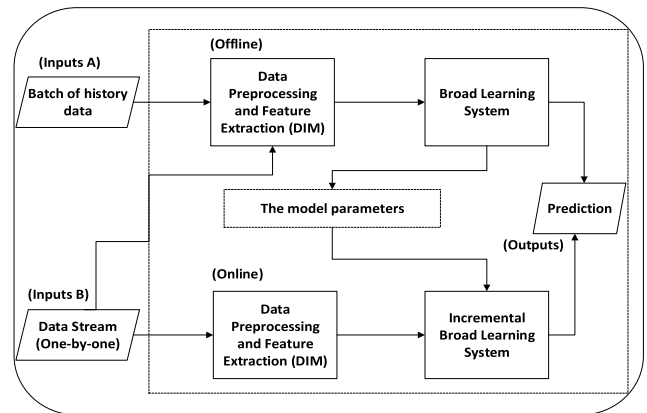 (Offline)
(Inputs A)
Batch of history
data
Data
Preprocessing
and Feature
Extraction (DIM)
Broad Learning
System
The model parameters
Prediction
(Outputs)
(Inputs B)
Data Stream
(One-by-one)
(Online)
Data
Preprocessing
and Feature
Extraction (DIM)
Incremental
Broad Learning
System